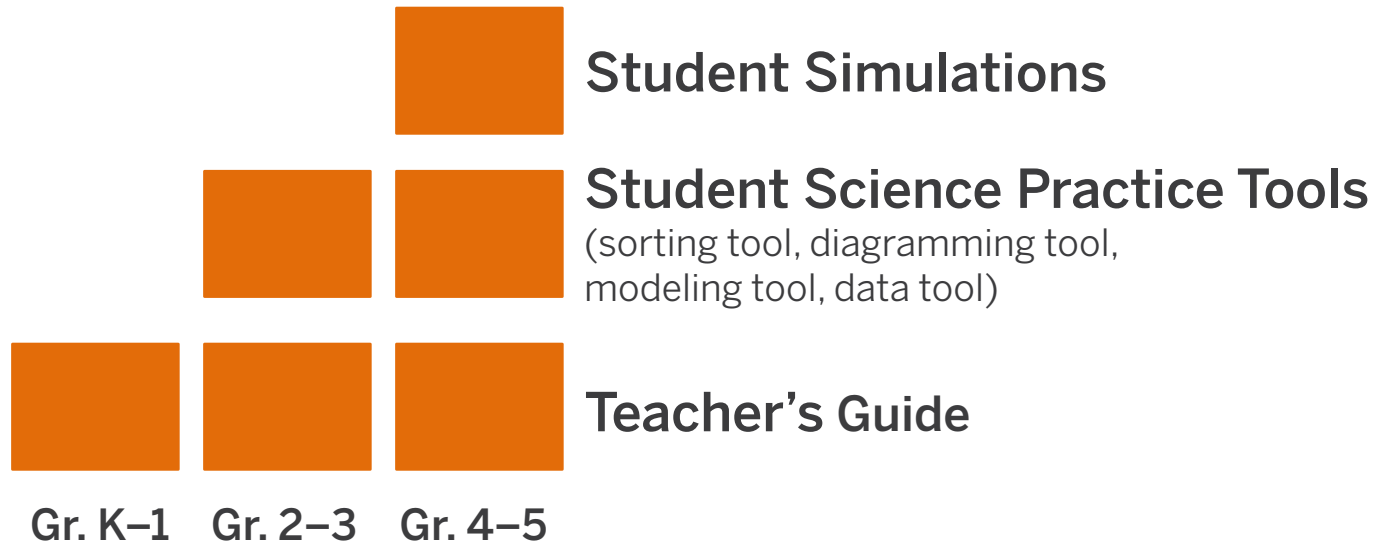 Student Simulations
Student Science Practice Tools
(sorting tool, diagramming tool,
modeling tool, data tool)
Teacher’s Guide
Gr. K–1 Gr. 2–3 Gr. 4–5